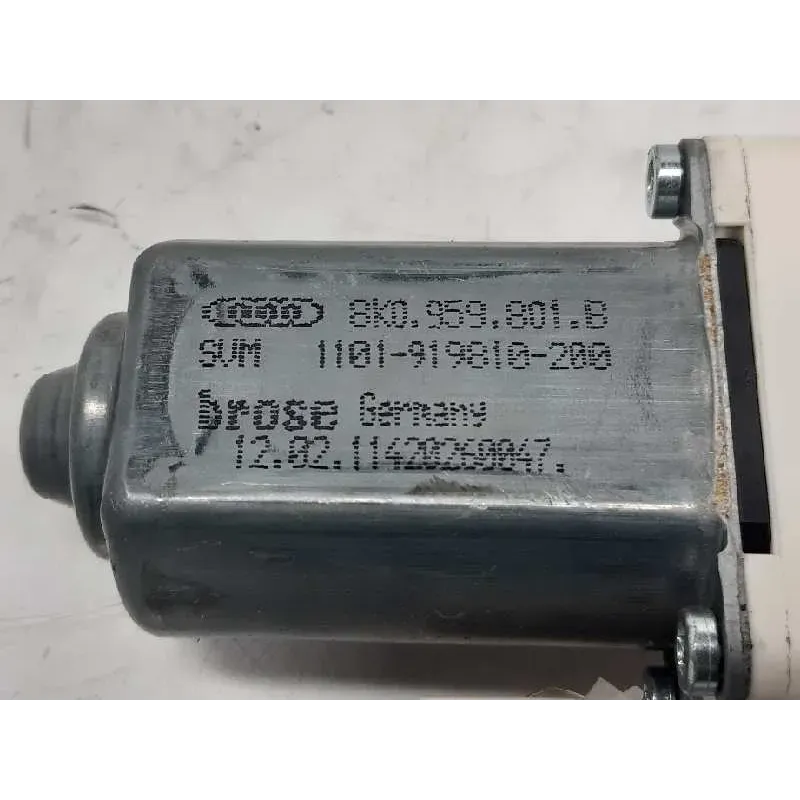 8K0.959.801.B
SVM 1101-919810-200
brose Germany
12.02.11420269047.